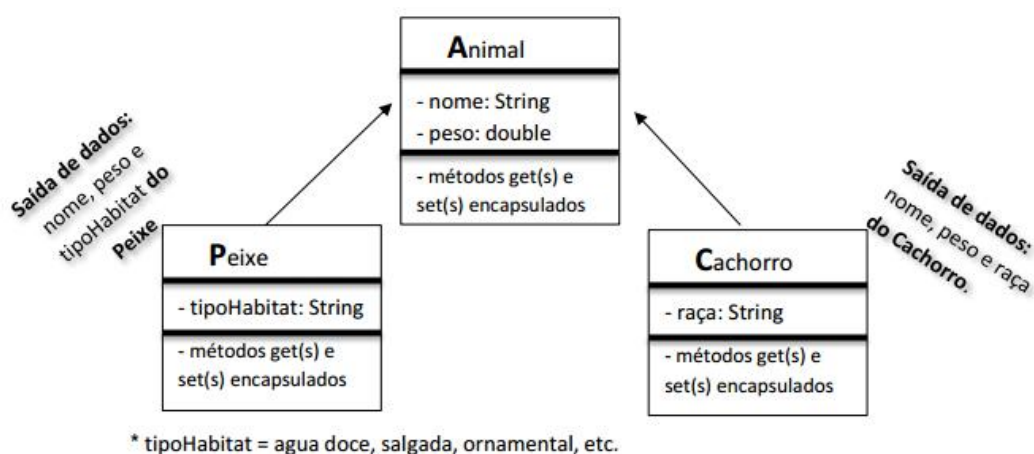 Animal
- nome: String
- peso: double
- métodos get(s) e
set(s) encapsulados
Saída de dados:
nome, peso e
tipoHabitat do
Peixe
Peixe
- tipoHabitat: String
- métodos get(s) e
set(s) encapsulados
Saída de dados:
nome, peso e raça
do Cachorro.
Cachorro
- raça: String
- métodos get(s) e
set(s) encapsulados
* tipoHabitat = agua doce, salgada, ornamental, etc.